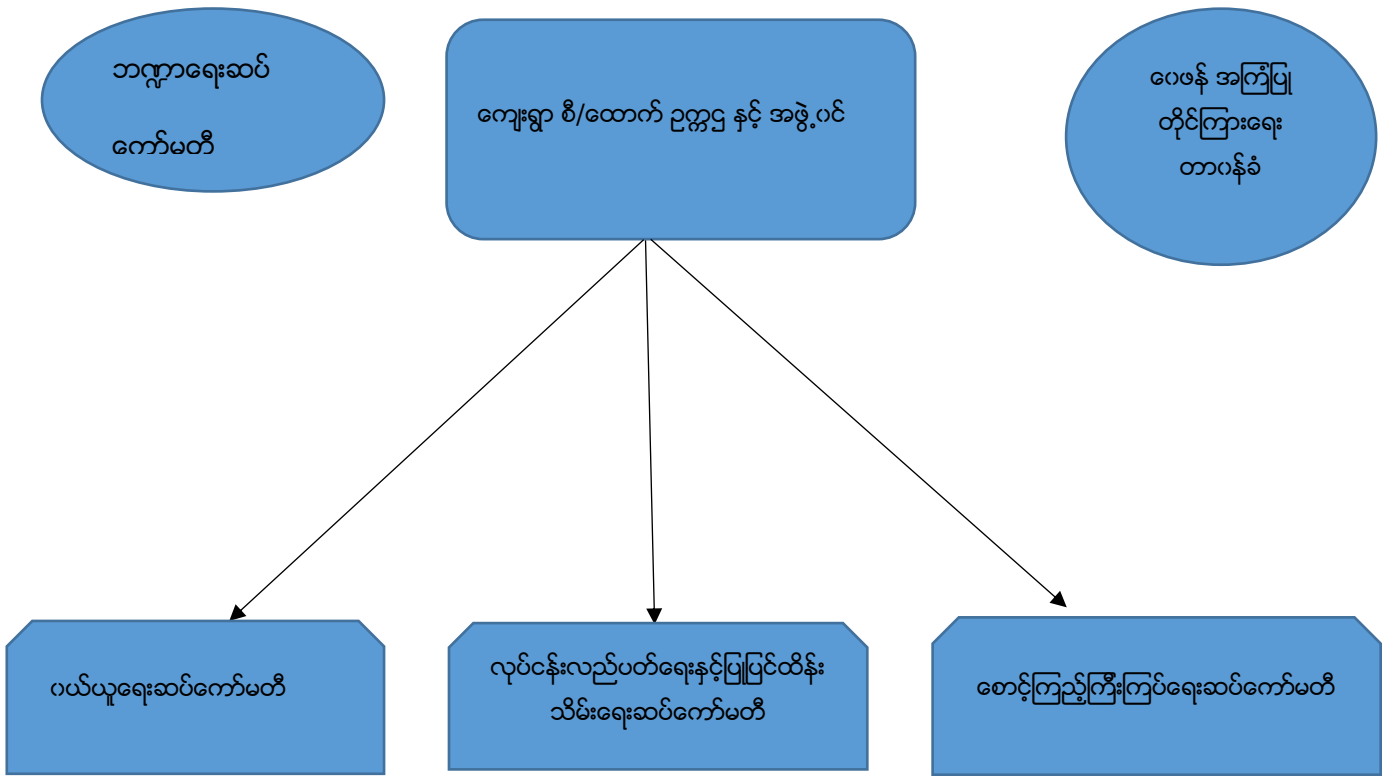 ဘဏ္ဍာရေးဆပ်
ကော်မတီ
ကျေးရွာ စီ/ထောက် ဥက္ကဌ နှင့် အဖွဲ့ဝင်
ဝေဖန် အကြံပြု
တိုင်ကြားရေး
တာဝန်ခံ
ဝယ်ယူရေးဆပ်ကော်မတီ
လုပ်ငန်းလည်ပတ်ရေးနှင့်ပြုပြင်ထိန်း
သိမ်းရေးဆပ်ကော်မတီ
စောင့်ကြည့်ကြီးကြပ်ရေးဆပ်ကော်မတီ